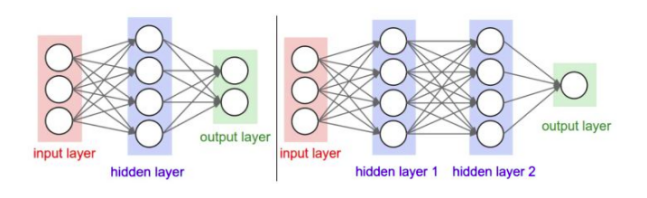 input layer
hidden layer
output layer
input layer
hidden layer 1
hidden layer 2
output layer